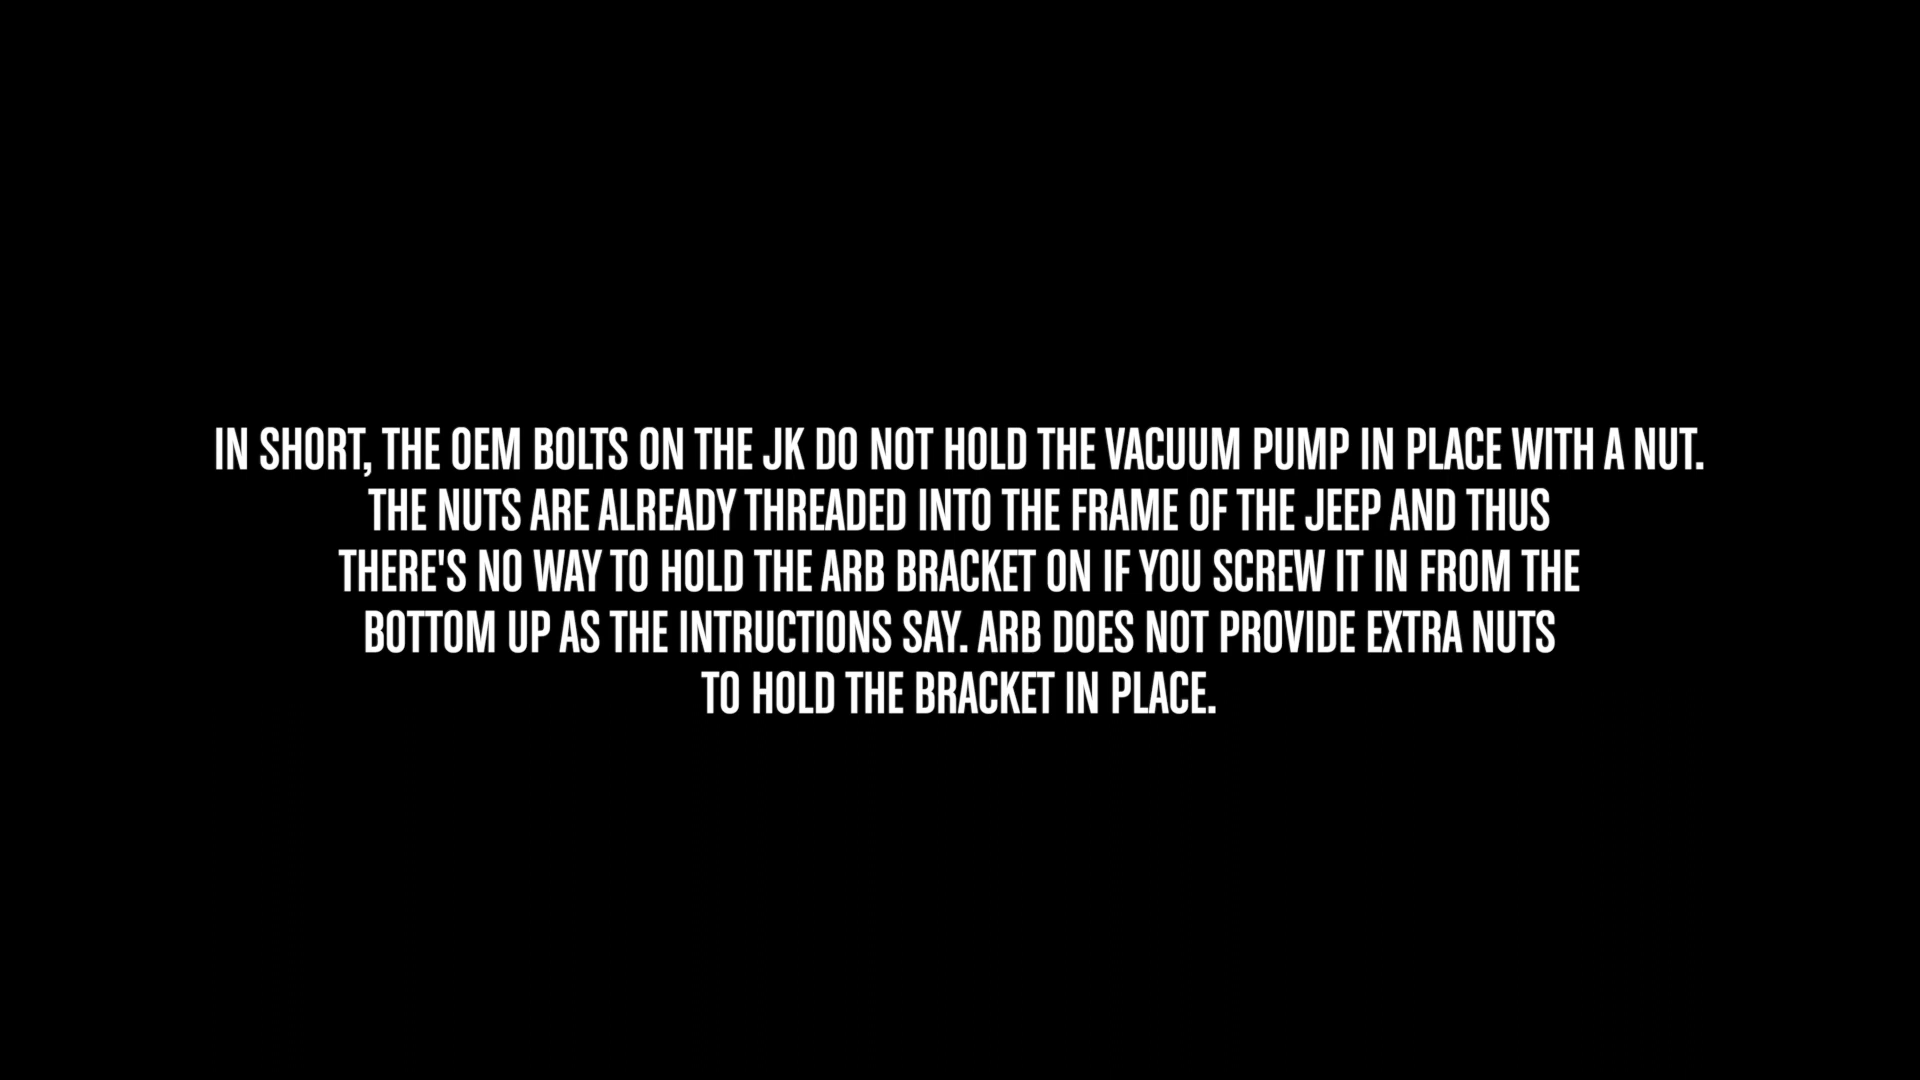 IN SHORT, THE OEM BOLTS ON THE JK DO NOT HOLD THE VACUUM PUMP IN PLACE WITH A NUT.
THE NUTS ARE ALREADY THREADED INTO THE FRAME OF THE JEEP AND THUS
THERE'S NO WAY TO HOLD THE ARB BRACKET ON IF YOU SCREW IT IN FROM THE
BOTTOM UP AS THE INTRUCTIONS SAY. ARB DOES NOT PROVIDE EXTRA NUTS
TO HOLD THE BRACKET IN PLACE.